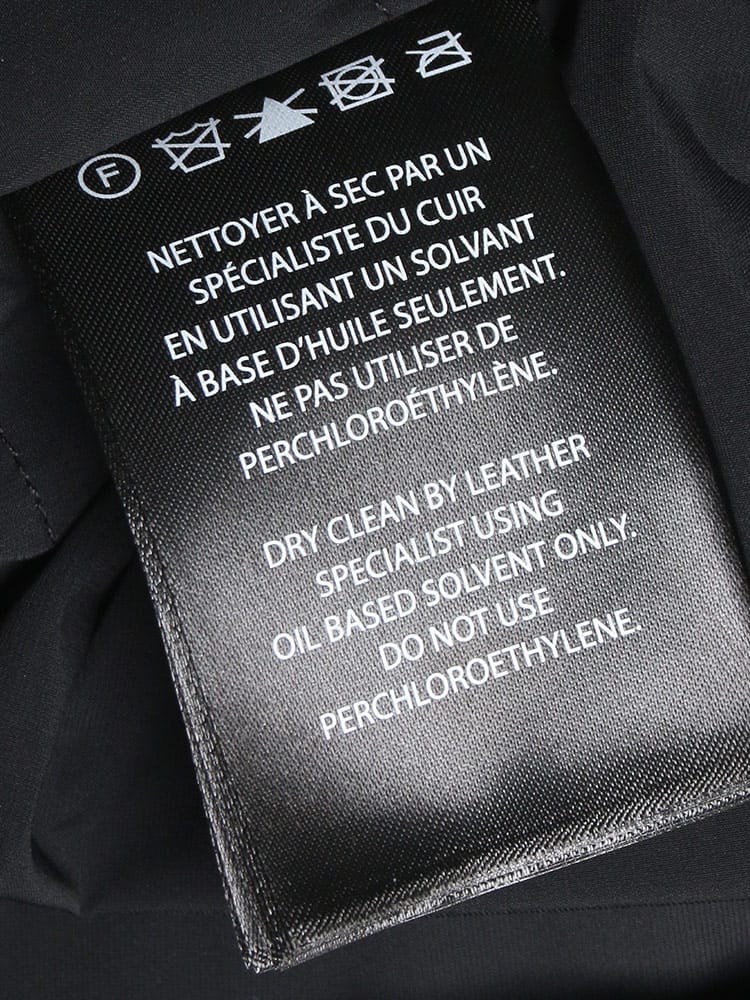 F
NETTOYER À SEC PAR UN
SPÉCIALISTE DU CUIR
EN UTILISANT UN SOLVANT
À BASE D'HUILE SEULEMENT.
NE PAS UTILISER DE
PERCHLOROÉTHYLÈNE.
DRY CLEAN BY LEATHER
SPECIALIST USING
OIL BASED SOLVENT ONLY.
DO NOT USE
PERCHLOROETHYLENE.